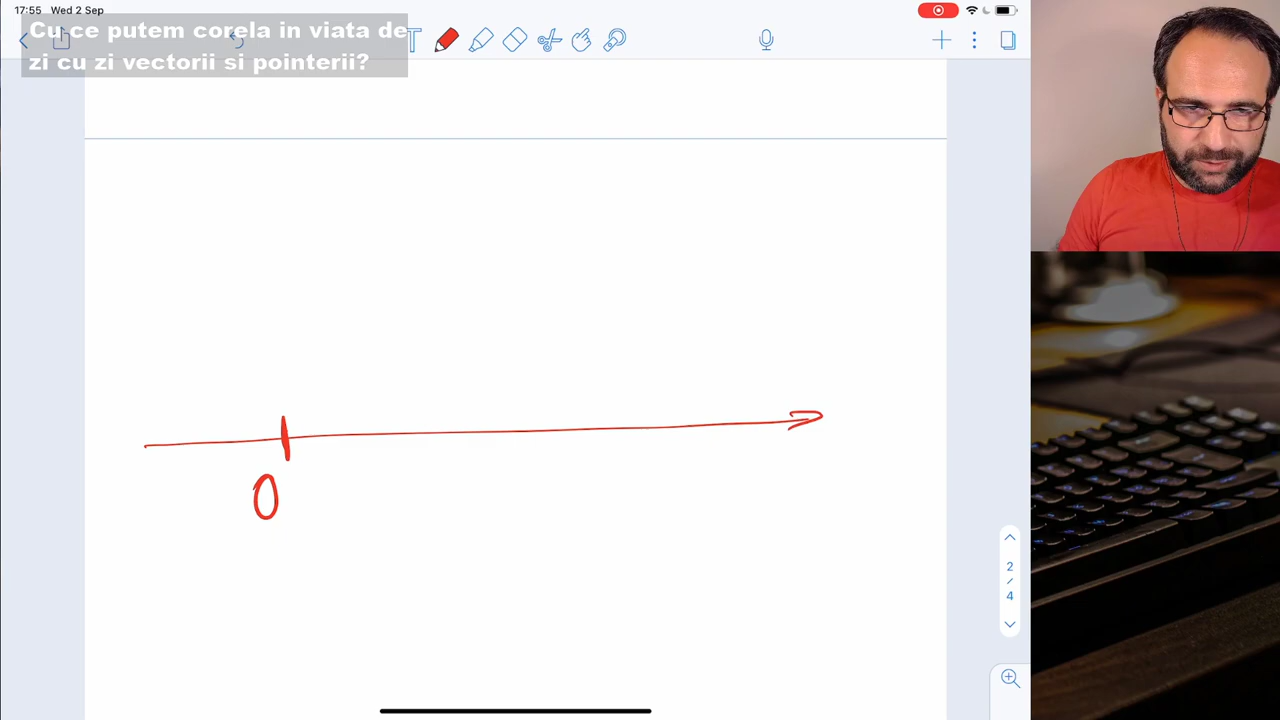 17:55 Wed 2 Sep
Cu ce putem corela in viata de
zi cu zi vectorii si pointerii?
T
0
2
/
4